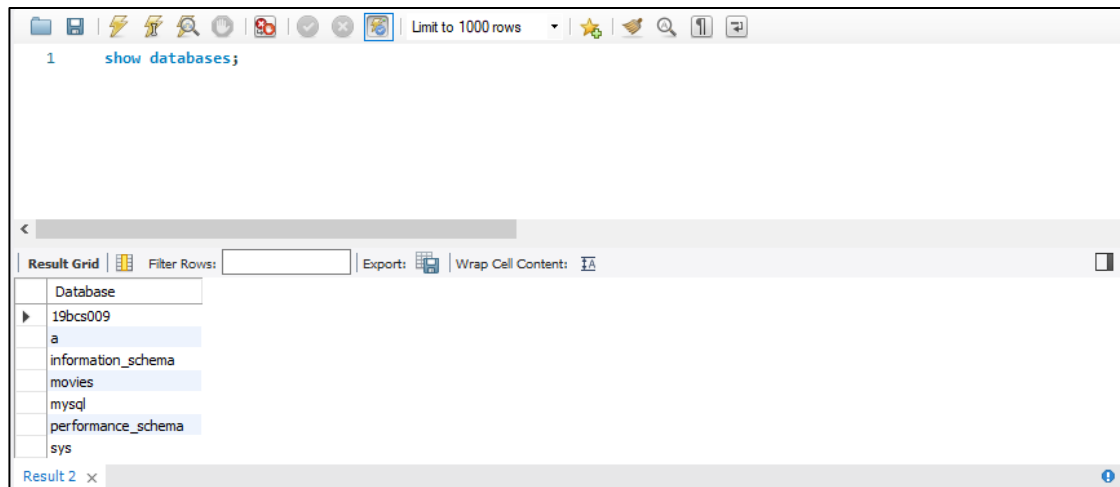 Limit to 1000 rows
1 show databases;
Result Grid Filter Rows: Export: Wrap Cell Content:
Database
19bcs009
a
information_schema
movies
mysql
performance_schema
sys
Result 2